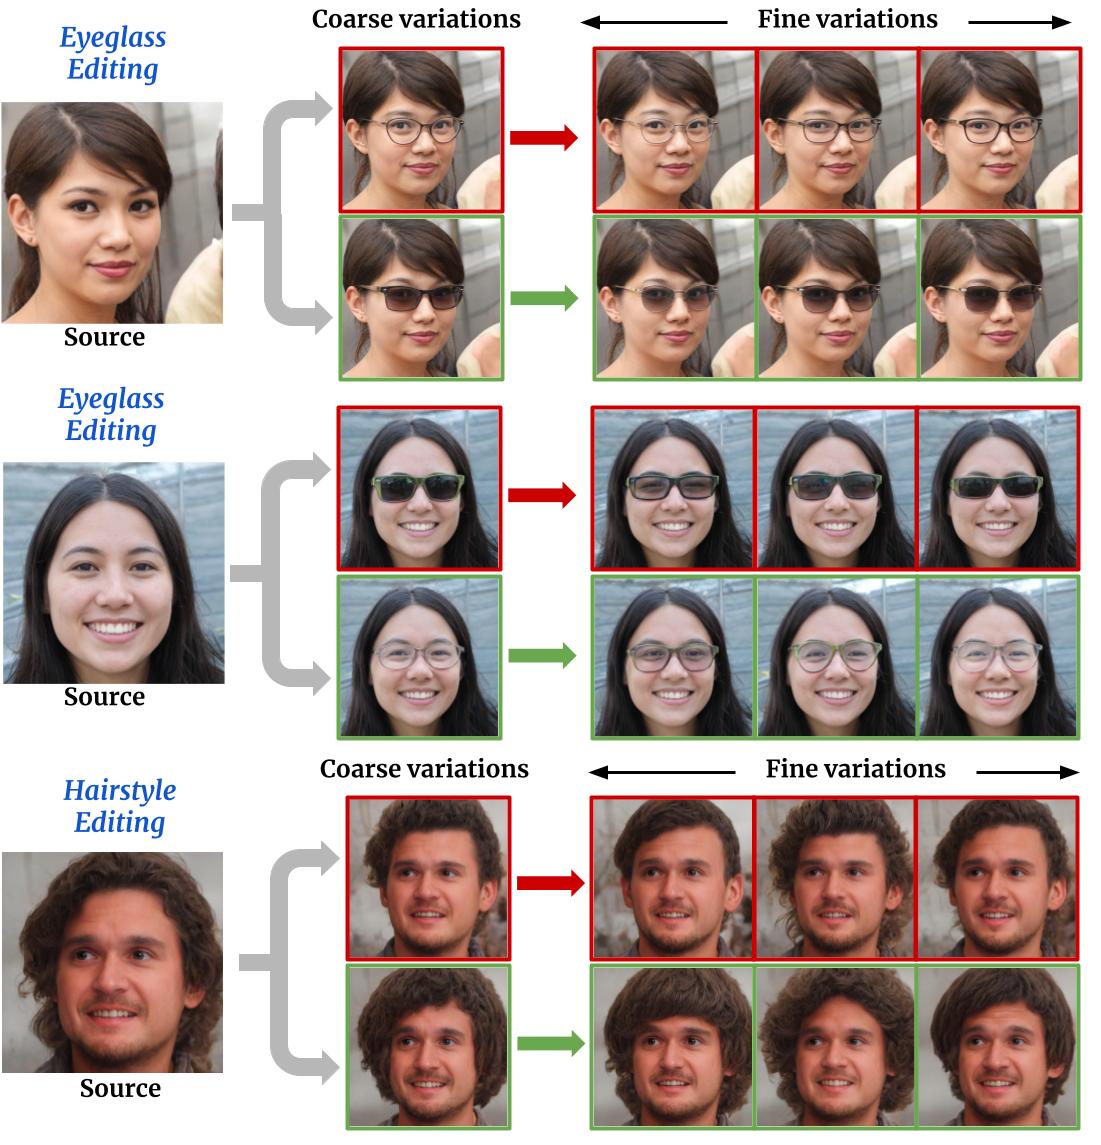 Coarse variations
Fine variations
Eyeglass
Editing
Source
Eyeglass
Editing
Source
Coarse variations
Fine variations
Hairstyle
Editing
Source